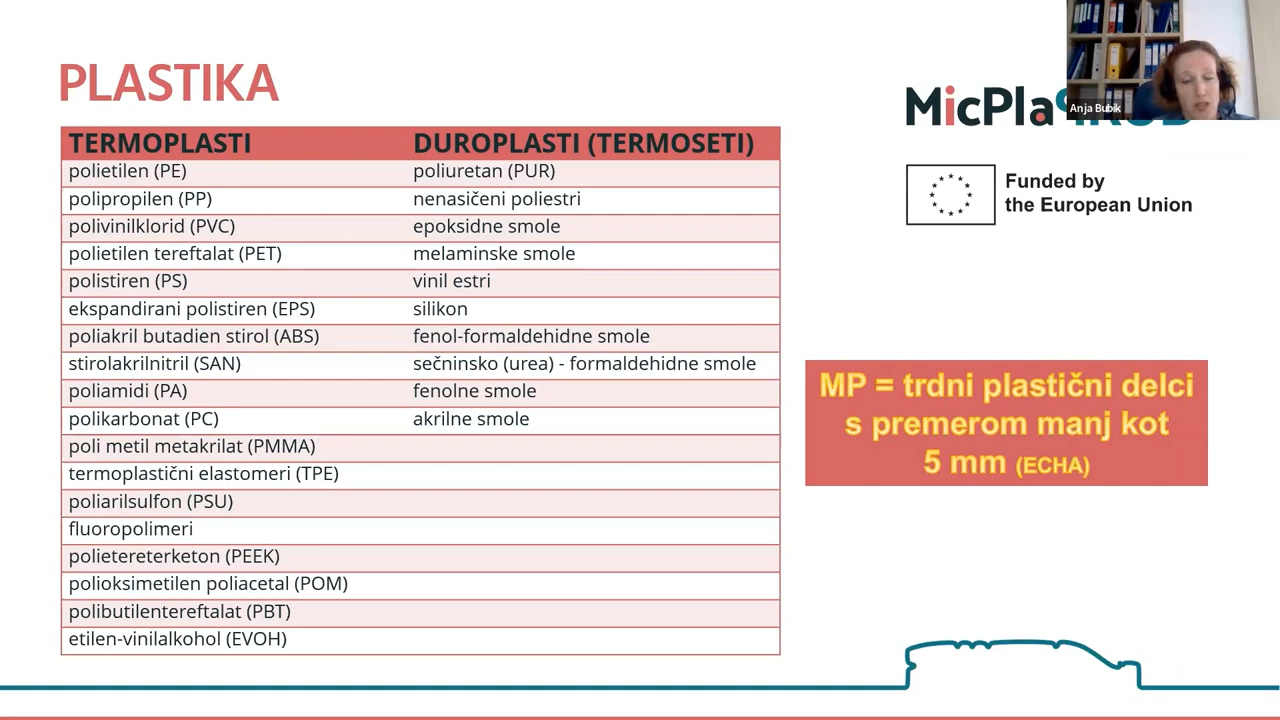 PLASTIKA
TERMOPLASTI DUROPLASTI (TERMOSETI)
polietilen (PE) poliuretan (PUR)
polipropilen (PP) nenasičeni poliestri
polivinilklorid (PVC) epoksidne smole
polietilen tereftalat (PET) melaminske smole
polistiren (PS) vinil estri
ekspandirani polistiren (EPS) silikon
poliakril butadien stirol (ABS) fenol-formaldehidne smole
stirolakrilnitril (SAN) sečninsko (urea) - formaldehidne smole
poliamidi (PA) fenolne smole
polikarbonat (PC) akrilne smole
poli metil metakrilat (PMMA)
termoplastični elastomeri (TPE)
poliarilsulfon (PSU)
fluoropolimeri
polietereterketon (PEEK)
polioksimetilen poliacetal (POM)
polibutilentereftalat (PBT)
etilen-vinilalkohol (EVOH)
Anja Bubik
MicPla
Funded by
the European Union
MP = trdni plastični delci
s premerom manj kot
5 mm (ECHA)